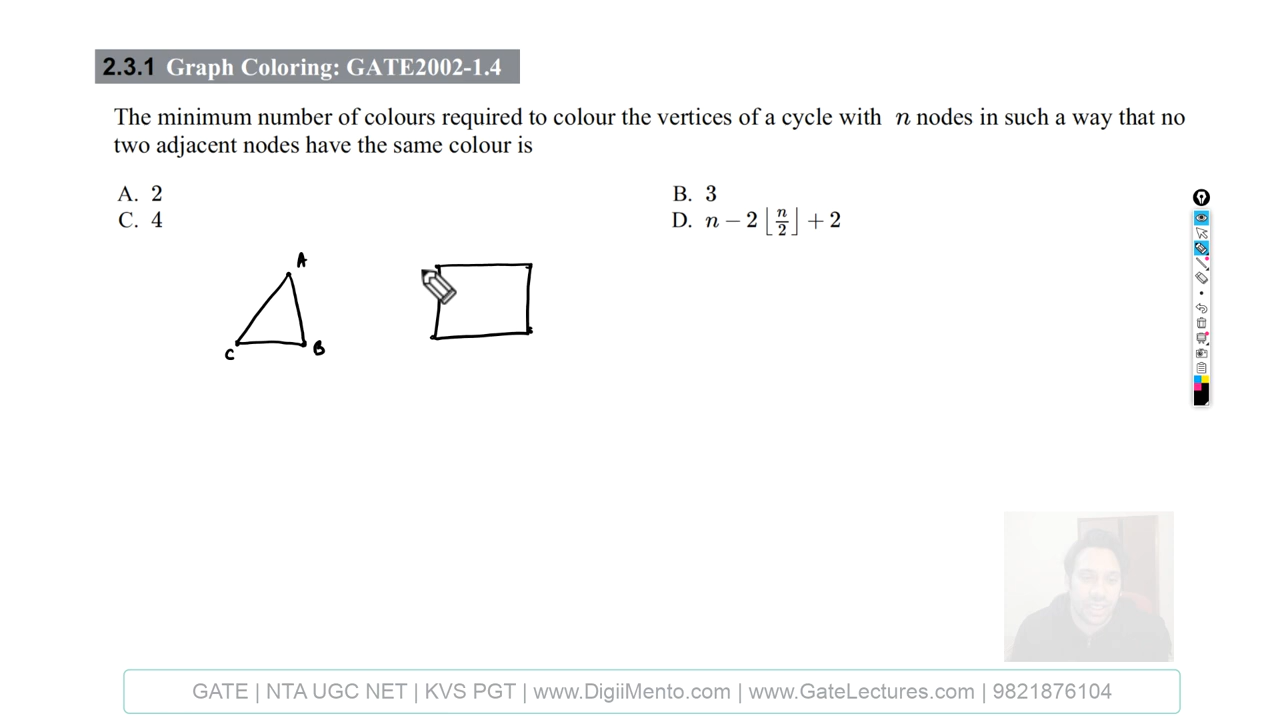 2.3.1 Graph Coloring: GATE2002-1.4
The minimum number of colours required to colour the vertices of a cycle with n nodes in such a way that no
two adjacent nodes have the same colour is
A. 2
B. 3
C. 4
D. n − 2 ⌊n/2⌋ + 2
A
C
B
GATE | NTA UGC NET | KVS PGT | www.DigiiMento.com | www.GateLectures.com | 9821876104